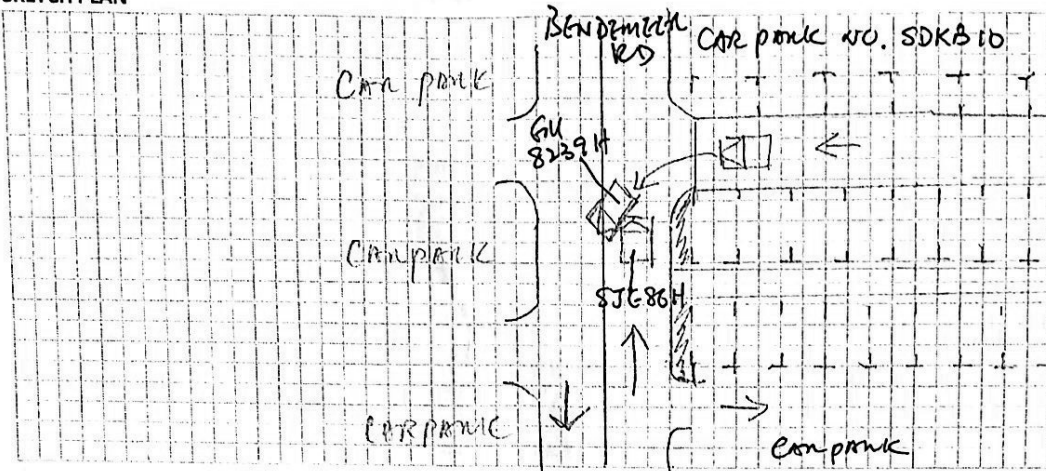 SKETCH PLAN
BENDEMEER
RD
CAR PARK NO. SDKB10
CAR PARK
GU
8239H
CAR PARK
SJE86H
CAR PARK
CAR PARK